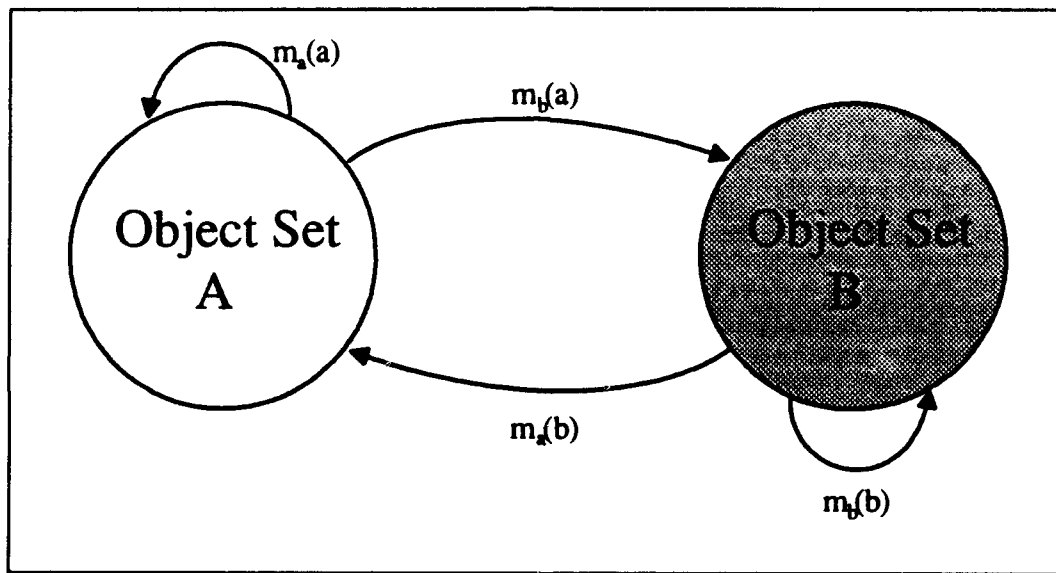 mₐ(a)
m_b(a)
Object Set
A
Object Set
B
mₐ(b)
m_b(b)